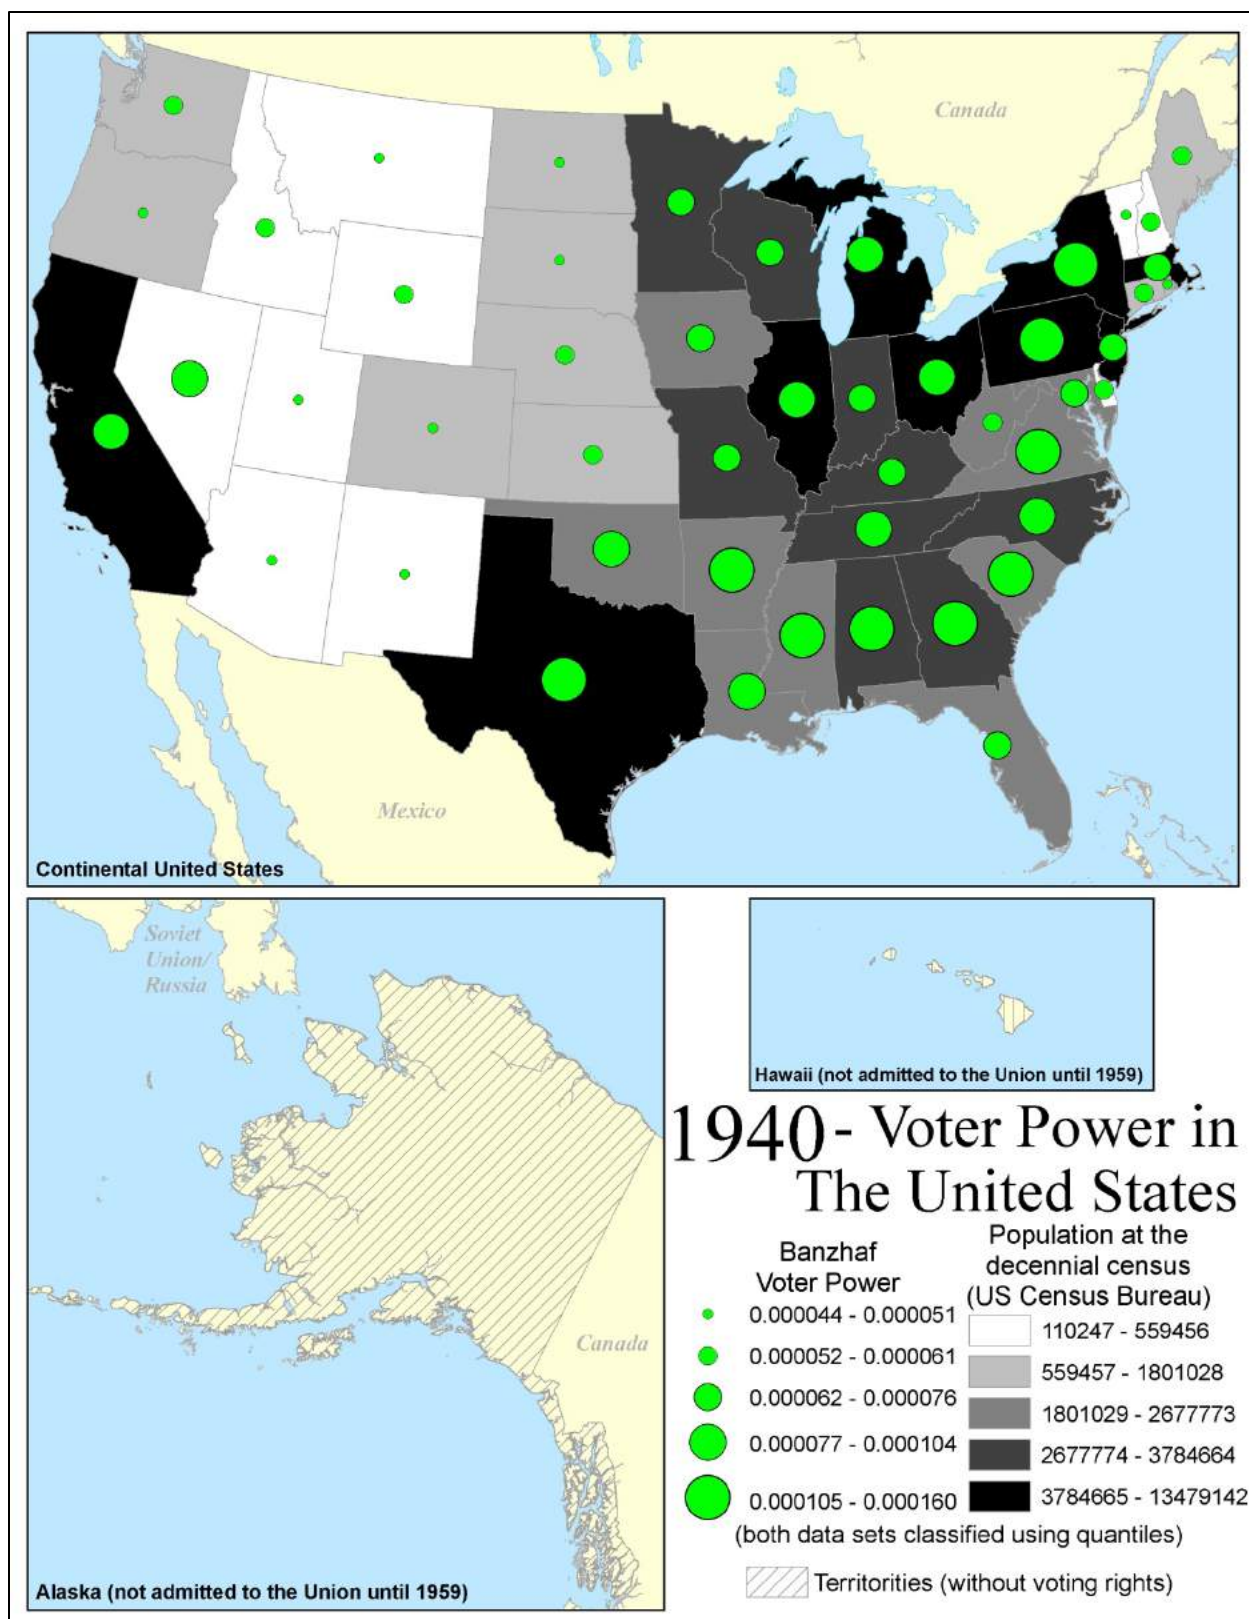 Canada
Mexico
Continental United States
Soviet
Union/
Russia
Canada
Alaska (not admitted to the Union until 1959)
Hawaii (not admitted to the Union until 1959)
1940 - Voter Power in
The United States
Banzhaf
Voter Power
0.000044 - 0.000051
0.000052 - 0.000061
0.000062 - 0.000076
0.000077 - 0.000104
0.000105 - 0.000160
Population at the
decennial census
(US Census Bureau)
110247 - 559456
559457 - 1801028
1801029 - 2677773
2677774 - 3784664
3784665 - 13479142
(both data sets classified using quantiles)
Territorities (without voting rights)